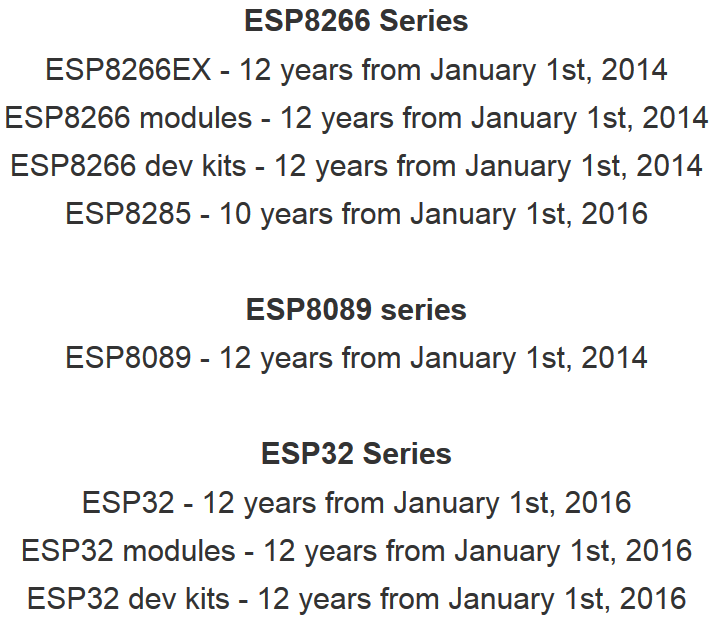 ESP8266 Series
ESP8266EX - 12 years from January 1st, 2014
ESP8266 modules - 12 years from January 1st, 2014
ESP8266 dev kits - 12 years from January 1st, 2014
ESP8285 - 10 years from January 1st, 2016
ESP8089 series
ESP8089 - 12 years from January 1st, 2014
ESP32 Series
ESP32 - 12 years from January 1st, 2016
ESP32 modules - 12 years from January 1st, 2016
ESP32 dev kits - 12 years from January 1st, 2016